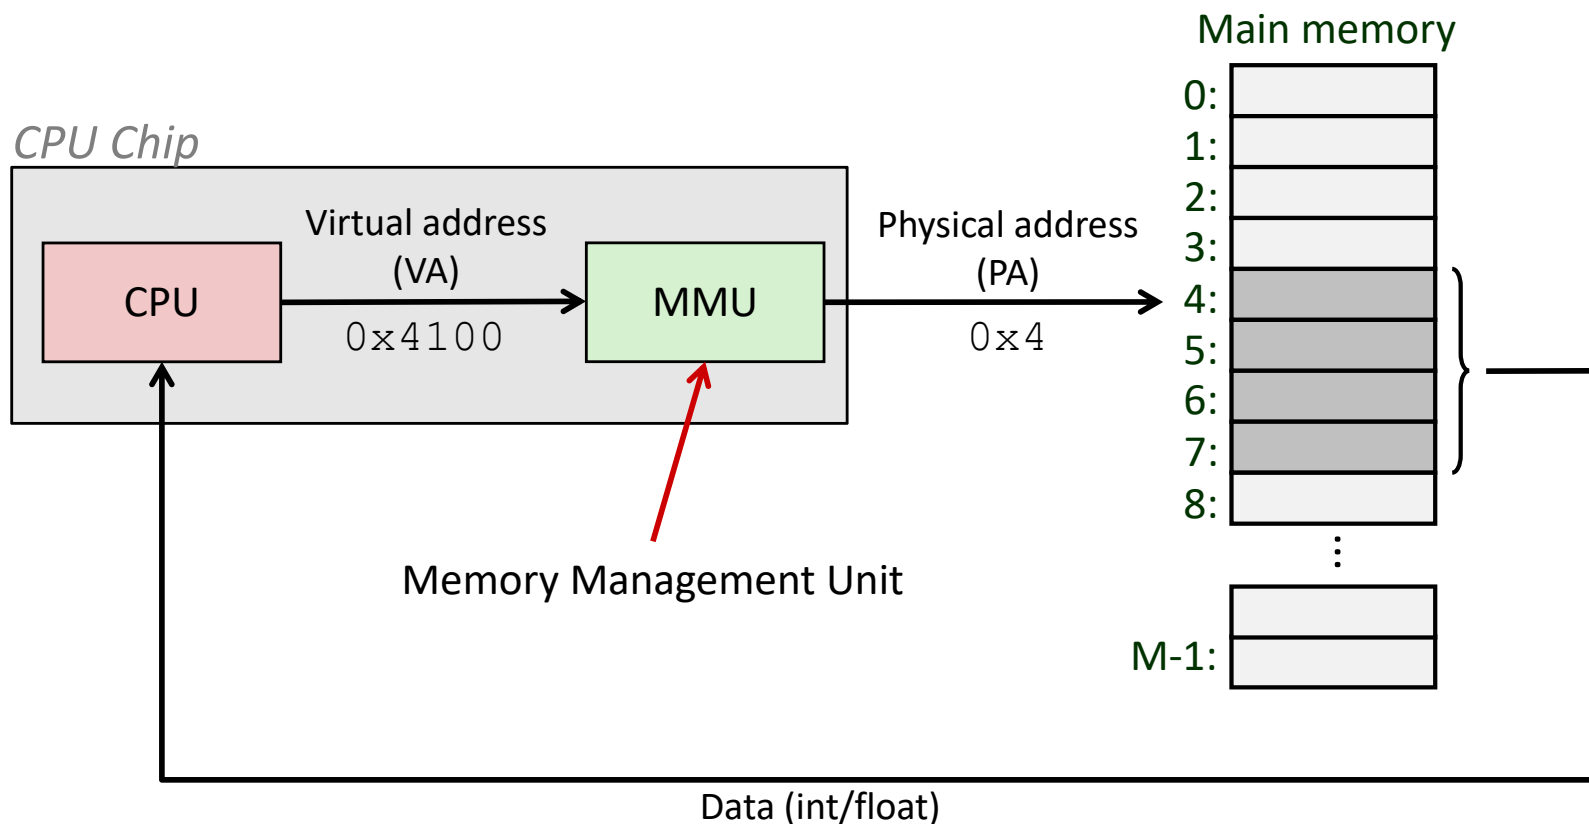 Main memory
0:
CPU Chip
1:
2:
Virtual address
(VA)
Physical address
(PA)
3:
CPU
MMU
4:
0x4100
0x4
5:
6:
7:
8:
Memory Management Unit
⋮
M-1:
Data (int/float)